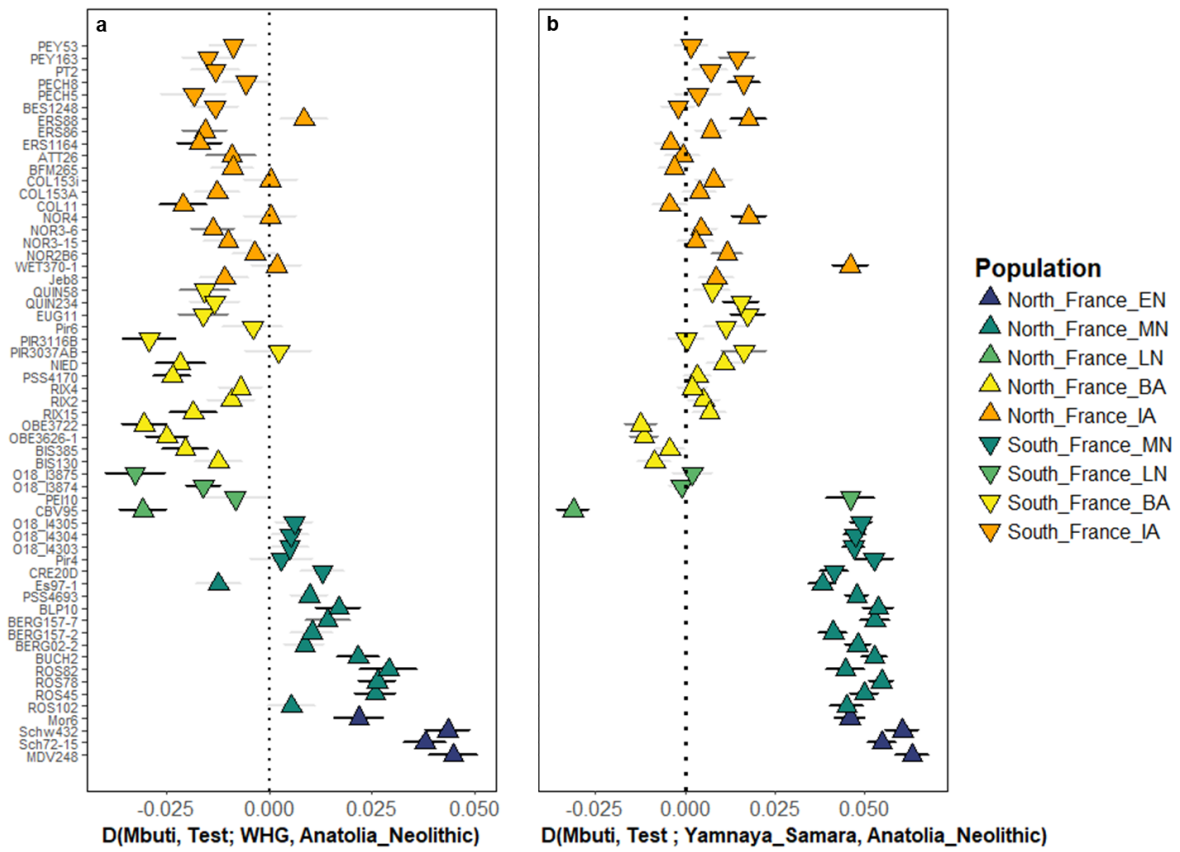 a
b
PEY53
PEY163
PT2
PECH8
PECH5
BES1248
ERS88
ERS86
ERS1164
ATT26
BFM265
COL153i
COL153A
COL11
NOR4
NOR3-6
NOR3-15
NOR2B6
WET370-1
Jeb8
QUIN58
QUIN234
EUG11
Pir6
PIR3116B
PIR3037AB
NIED
PSS4170
RIX4
RIX2
RIX15
OBE3722
OBE3626-1
BIS385
BIS130
O18_I3875
O18_I3874
PEI10
CBV95
O18_I4305
O18_I4304
O18_I4303
Pir4
CRE20D
Es97-1
PSS4693
BLP10
BERG157-7
BERG157-2
BERG02-2
BUCH2
ROS82
ROS78
ROS45
ROS102
Mor6
Schw432
Sch72-15
MDV248
-0.025 0.000 0.025 0.050
D(Mbuti, Test; WHG, Anatolia_Neolithic)
-0.025 0.000 0.025 0.050
D(Mbuti, Test ; Yamnaya_Samara, Anatolia_Neolithic)
Population
North_France_EN
North_France_MN
North_France_LN
North_France_BA
North_France_IA
South_France_MN
South_France_LN
South_France_BA
South_France_IA